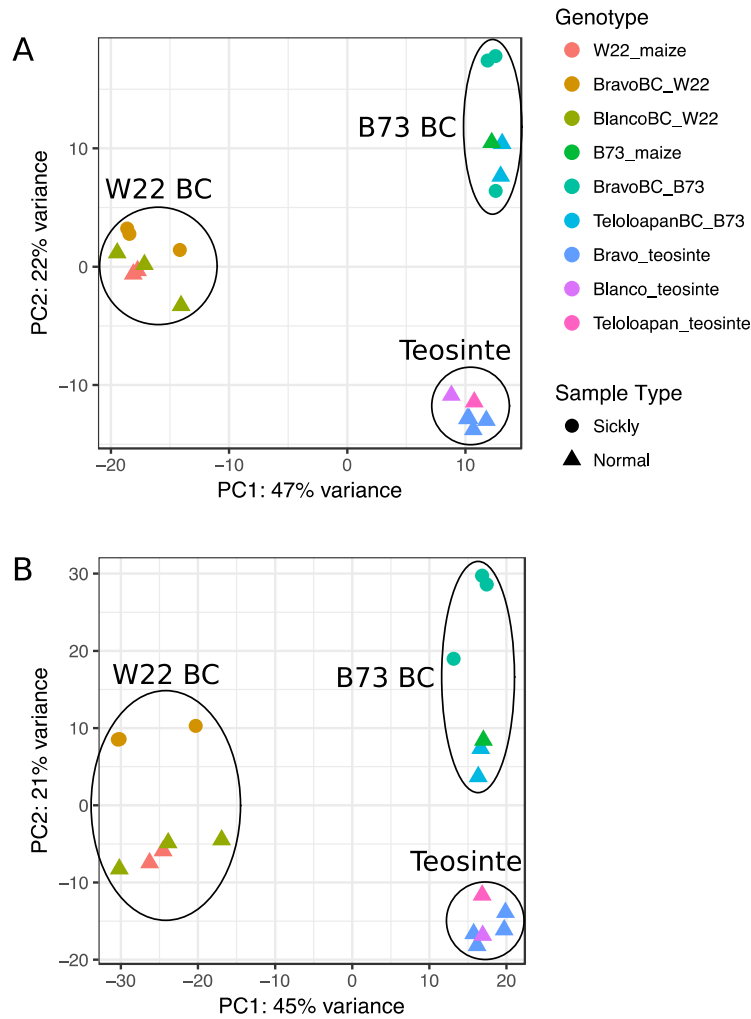 A
PC2: 22% variance
10
0
−10
B73 BC
W22 BC
Teosinte
−20
−10
0
10
PC1: 47% variance
Genotype
W22_maize
BravoBC_W22
BlancoBC_W22
B73_maize
BravoBC_B73
TeloloapanBC_B73
Bravo_teosinte
Blanco_teosinte
Teloloapan_teosinte
Sample Type
Sickly
Normal
B
PC2: 21% variance
30
20
10
0
−10
−20
W22 BC
B73 BC
Teosinte
−30
−20
−10
0
10
20
PC1: 45% variance